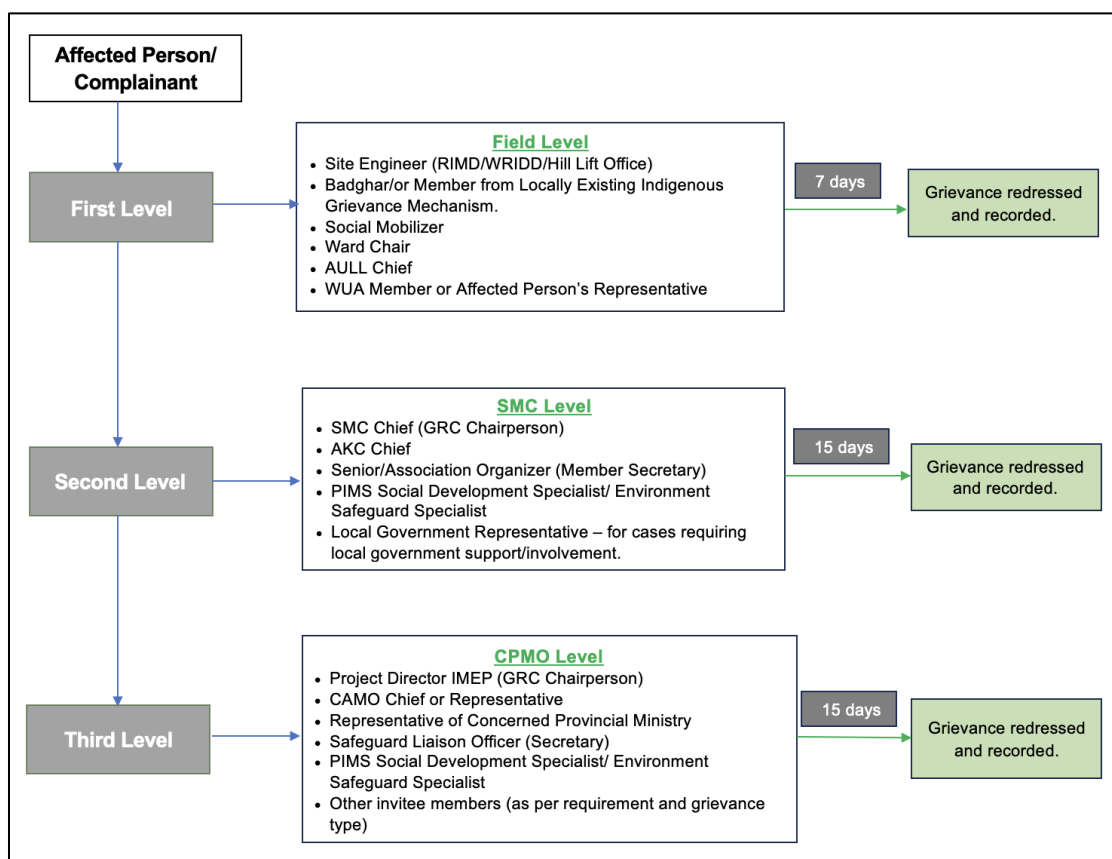 Affected Person/
Complainant
First Level
Field Level
• Site Engineer (RIMD/WRIDD/Hill Lift Office)
• Badghar/or Member from Locally Existing Indigenous
Grievance Mechanism.
• Social Mobilizer
• Ward Chair
• AULL Chief
• WUA Member or Affected Person’s Representative
7 days
Grievance redressed
and recorded.
Second Level
SMC Level
• SMC Chief (GRC Chairperson)
• AKC Chief
• Senior/Association Organizer (Member Secretary)
• PIMS Social Development Specialist/ Environment
Safeguard Specialist
• Local Government Representative – for cases requiring
local government support/involvement.
15 days
Grievance redressed
and recorded.
Third Level
CPMO Level
• Project Director IMEP (GRC Chairperson)
• CAMO Chief or Representative
• Representative of Concerned Provincial Ministry
• Safeguard Liaison Officer (Secretary)
• PIMS Social Development Specialist/ Environment
Safeguard Specialist
• Other invitee members (as per requirement and grievance
type)
15 days
Grievance redressed
and recorded.